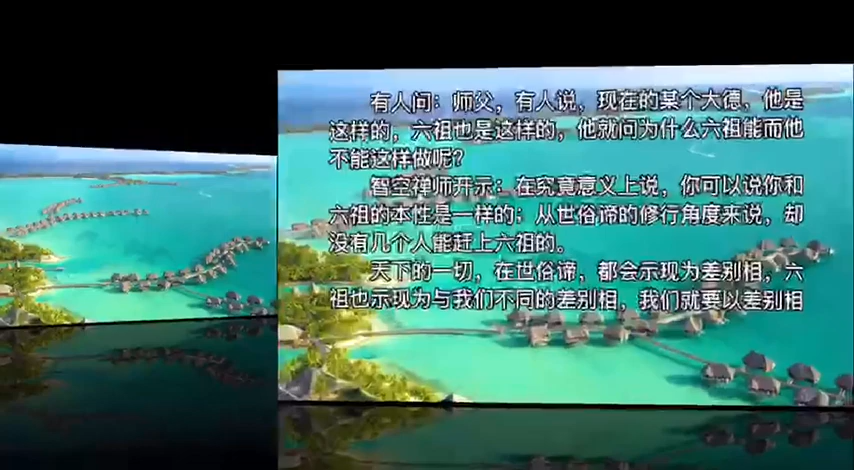 有人问：师父，有人说，现在的某个大德，他是
这样的，六祖也是这样的，他就问为什么六祖能而他
不能这样做呢？
智空禅师开示：在究竟意义上说，你可以说你和
六祖的本性是一样的；从世俗谛的修行角度来说，却
没有几个人能赶上六祖的。
天下的一切，在世俗谛，都会示现为差别相，六
祖也示现为与我们不同的差别相，我们就要以差别相